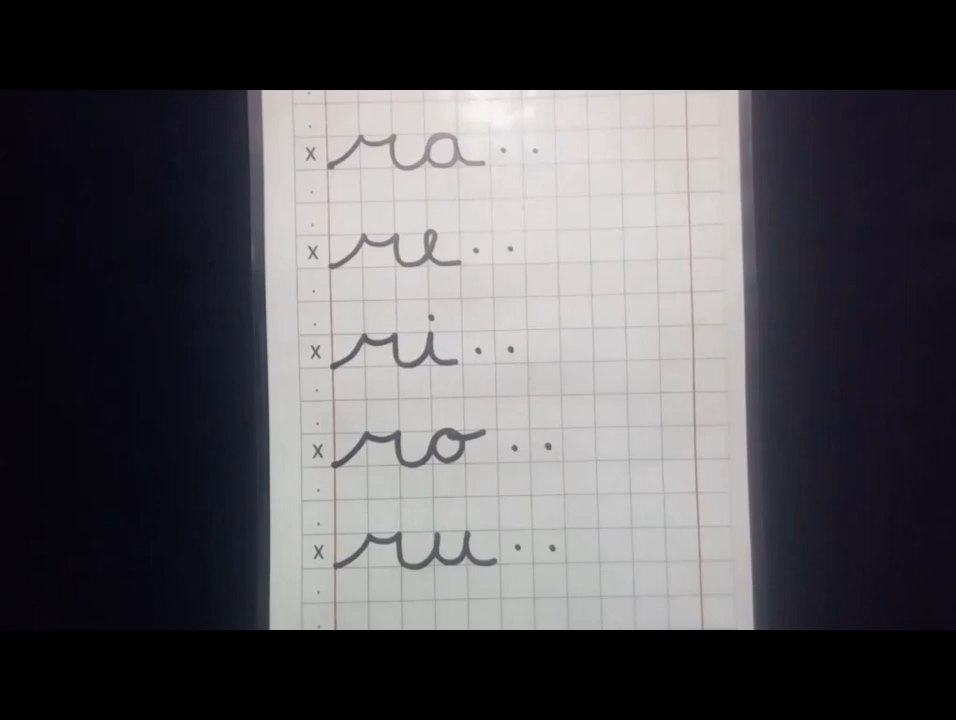 x ra . .
x re . .
x ri . .
x ro . .
x ru . .